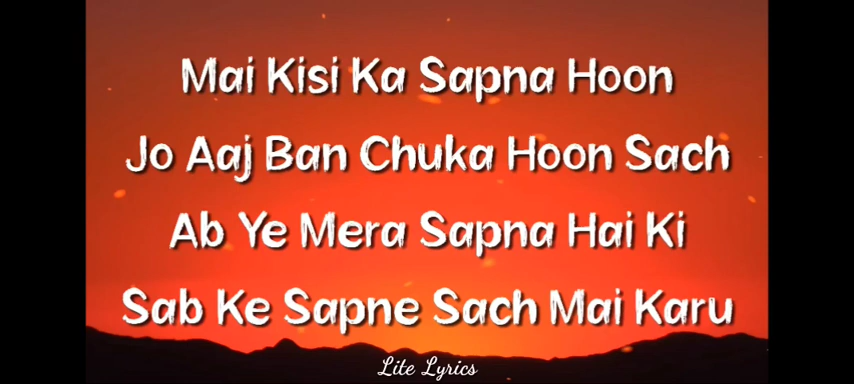 Mai Kisi Ka Sapna Hoon
Jo Aaj Ban Chuka Hoon Sach
Ab Ye Mera Sapna Hai Ki
Sab Ke Sapne Sach Mai Karu
Lite Lyrics